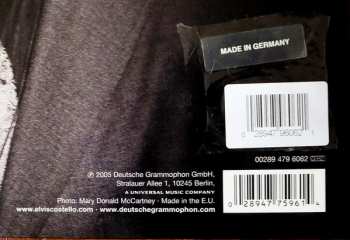 MADE IN GERMANY
0 28947 96062 1
00289 479 6062
℗ 2005 Deutsche Grammophon GmbH,
Stralauer Allee 1, 10245 Berlin,
A UNIVERSAL MUSIC COMPANY
Photo: Mary Donald McCartney · Made in the E.U.
www.elviscostello.com · www.deutschegrammophon.com
0 28947 75961 4